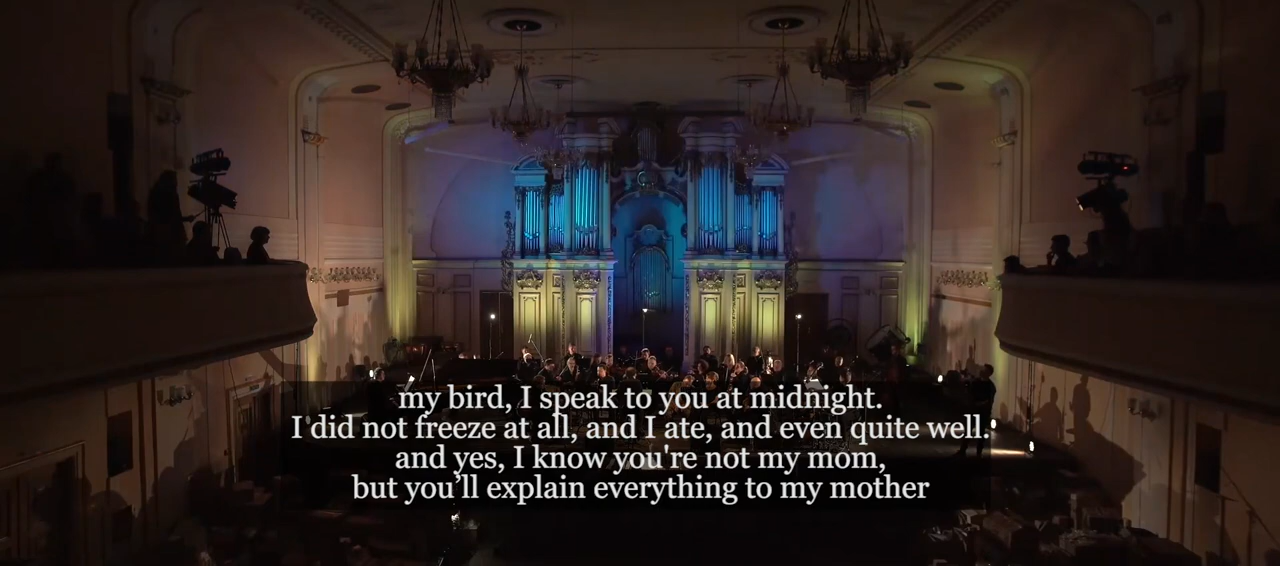 my bird, I speak to you at midnight.
I did not freeze at all, and I ate, and even quite well.
and yes, I know you're not my mom,
but you’ll explain everything to my mother